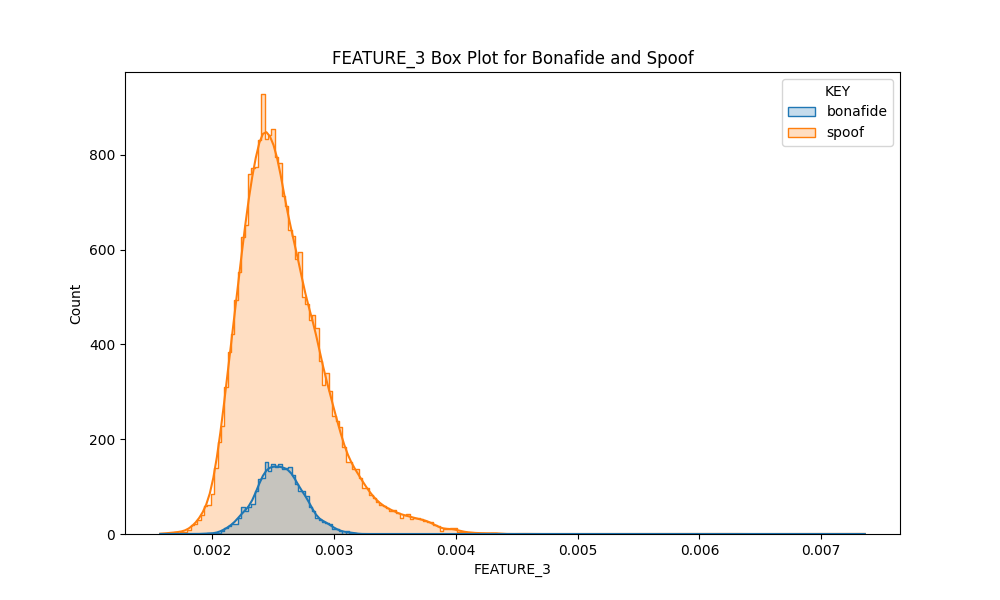 FEATURE_3 Box Plot for Bonafide and Spoof
KEY
bonafide
spoof
Count
800
600
400
200
0
0.002 0.003 0.004 0.005 0.006 0.007
FEATURE_3